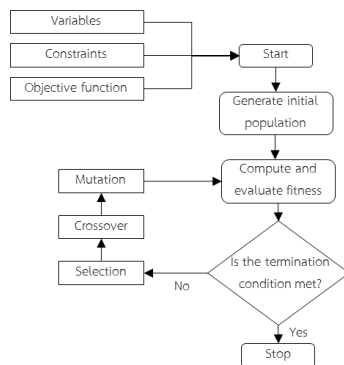 Variables
Constraints
Objective function
Start
Generate initial
population
Compute and
evaluate fitness
Mutation
Crossover
Selection
Is the termination
condition met?
No
Yes
Stop